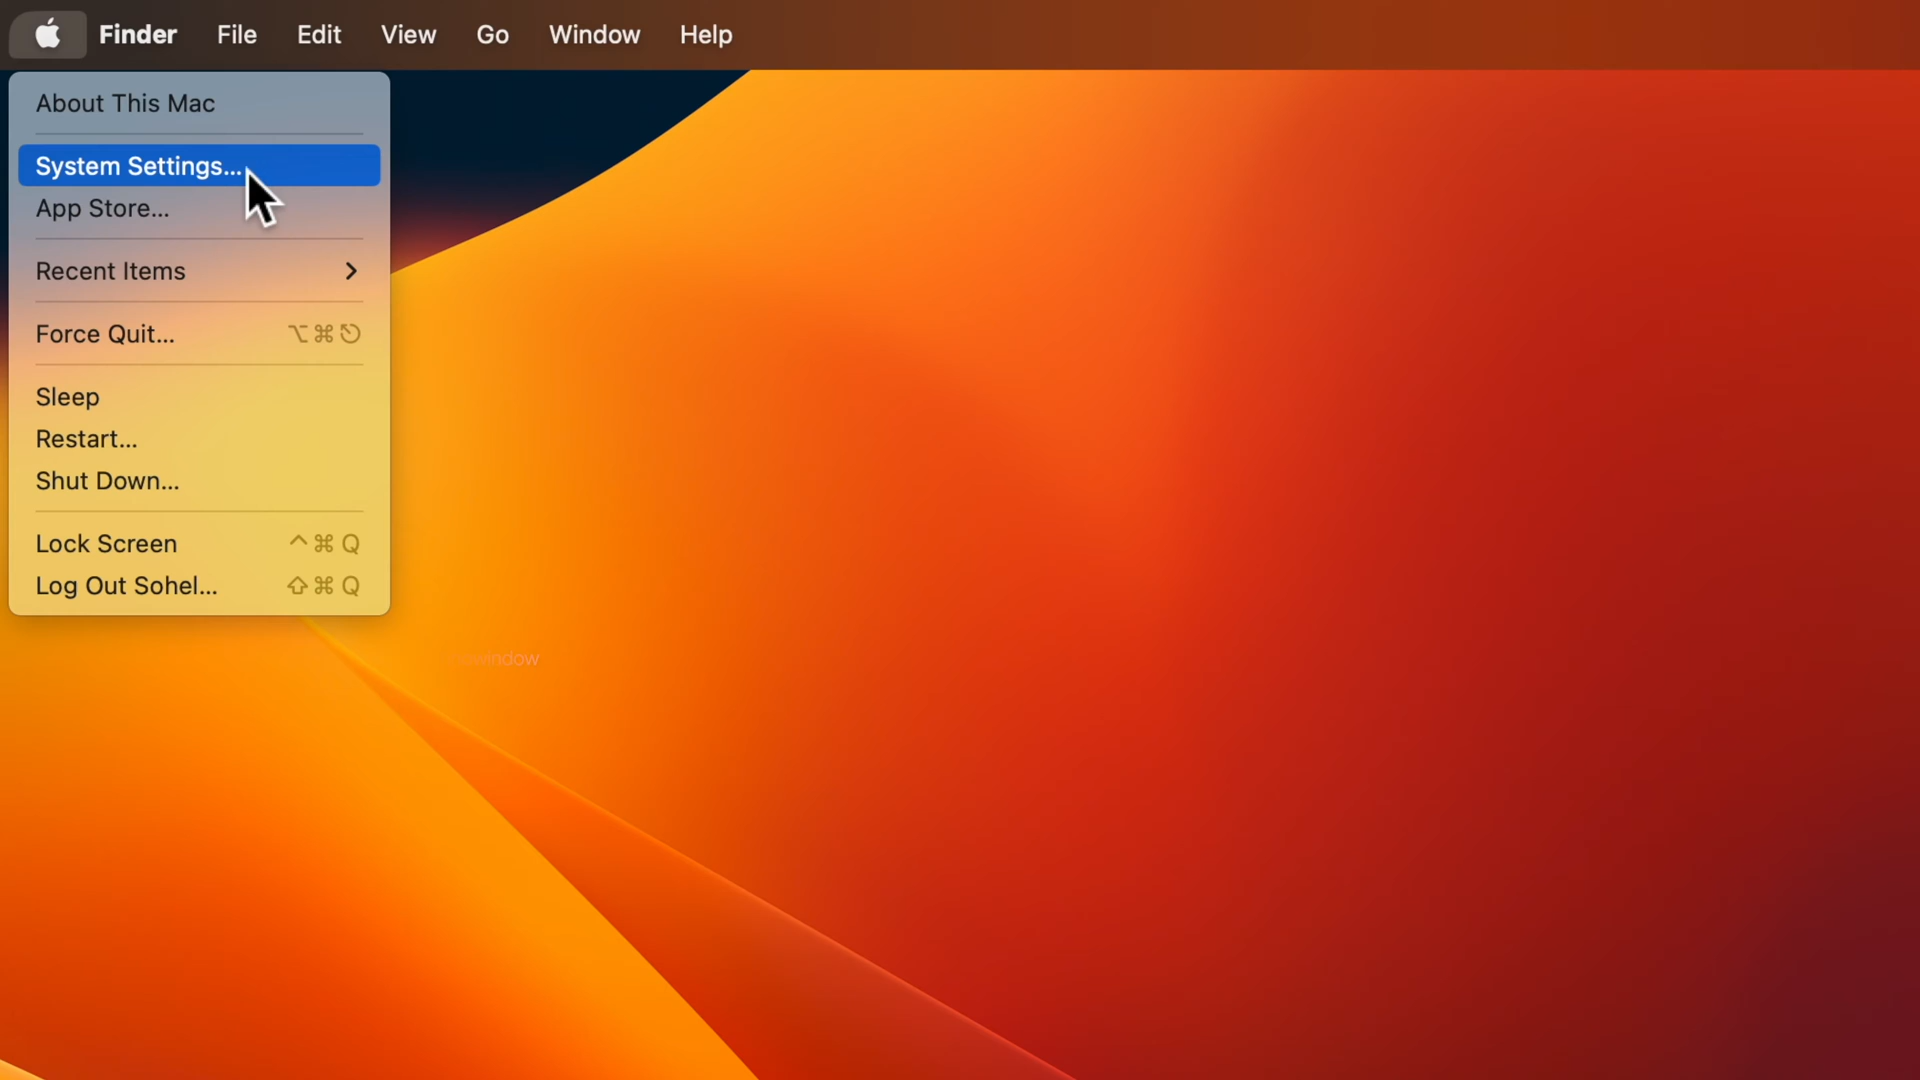 Finder File Edit View Go Window Help
About This Mac
System Settings...
App Store...
Recent Items
Force Quit... ⌥⌘⎋
Sleep
Restart...
Shut Down...
Lock Screen ^⌘Q
Log Out Sohel... ⇧⌘Q